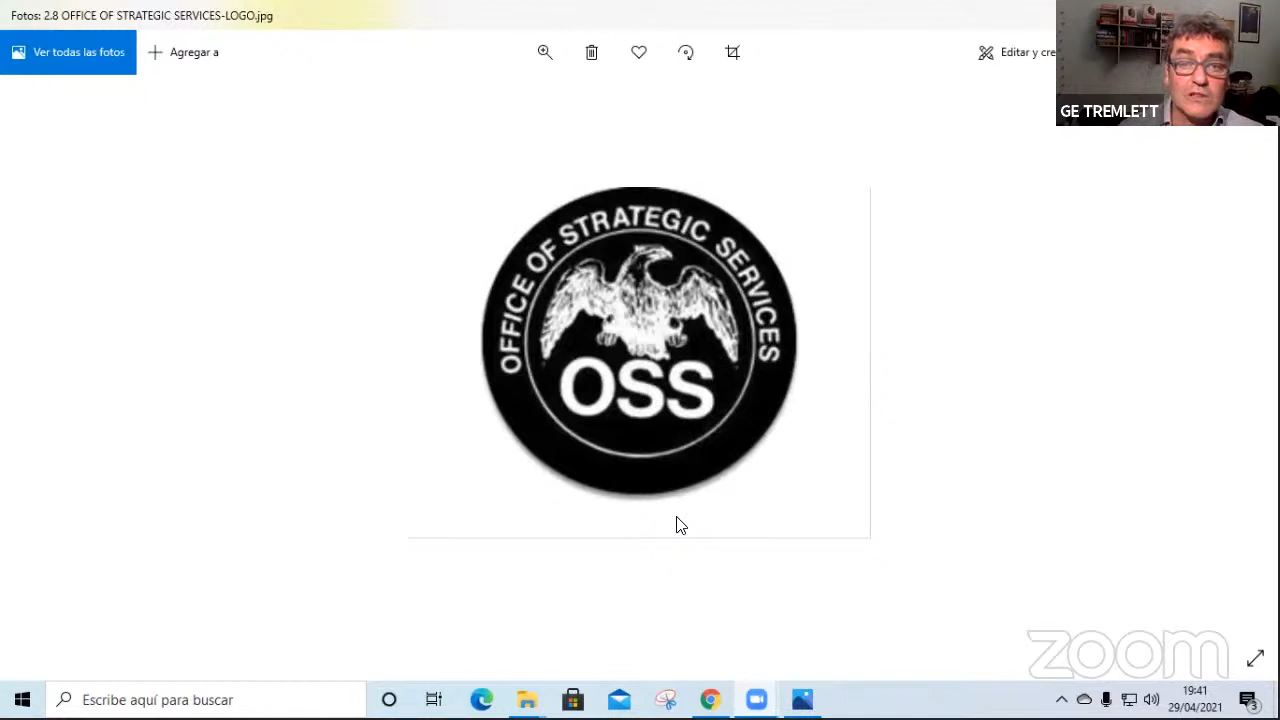 Fotos: 2.8 OFFICE OF STRATEGIC SERVICES-LOGO.jpg
Ver todas las fotos
Agregar a
Editar y cre
GE TREMLETT
OFFICE OF STRATEGIC SERVICES
OSS
zoom
Escribe aquí para buscar
19:41
29/04/2021
3